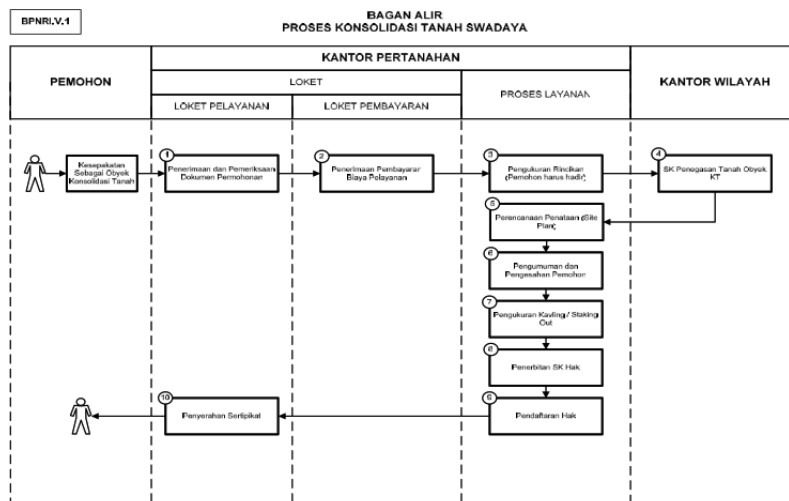 BPNRI.V.1
BAGAN ALIR
PROSES KONSOLIDASI TANAH SWADAYA
PEMOHON
KANTOR PERTANAHAN
KANTOR WILAYAH
LOKET
PROSES LAYANAN
LOKET PELAYANAN
LOKET PEMBAYARAN
Kesepakatan
Sebagai Obyek
Konsolidasi Tanah
1
Penerimaan dan Pemeriksaan
Dokumen Permohonan
2
Penerimaan Pembayaran
Biaya Pelayanan
3
Pengukuran Rincikan
(Pemohon harus hadir)
4
SK Penegasan Tanah Obyek
KT
5
Perencanaan Penataan (Site
Plan)
6
Pengumuman dan
Pengesahan Pemohon
7
Pengukuran Kavling / Staking
Out
8
Penerbitan SK Hak
9
Pendaftaran Hak
10
Penyerahan Sertipikat